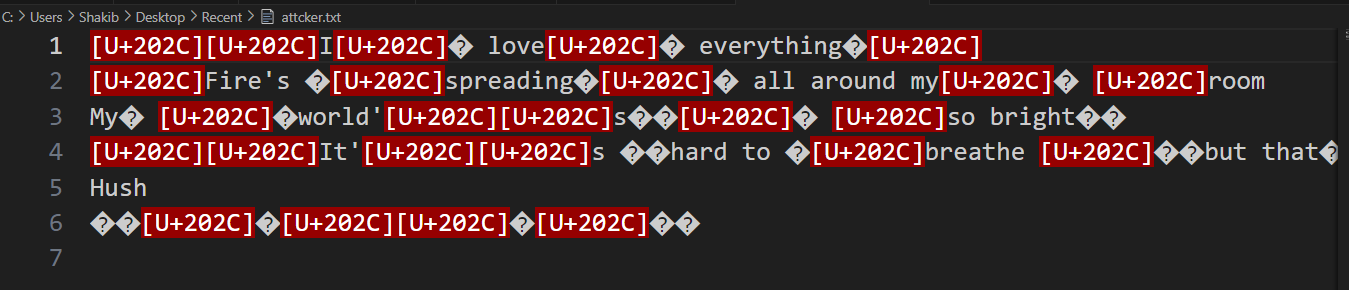 C: > Users > Shakib > Desktop > Recent > attcker.txt
1 [U+202C][U+202C]I[U+202C]� love[U+202C]� everything�[U+202C]
2 [U+202C]Fire's �[U+202C]spreading�[U+202C]� all around my[U+202C]� [U+202C]room
3 My� [U+202C]�world'[U+202C][U+202C]s��[U+202C]� [U+202C]so bright��
4 [U+202C][U+202C]It'[U+202C][U+202C]s ��hard to �[U+202C]breathe [U+202C]��but that�
5 Hush
6 ��[U+202C]�[U+202C][U+202C]�[U+202C]��
7